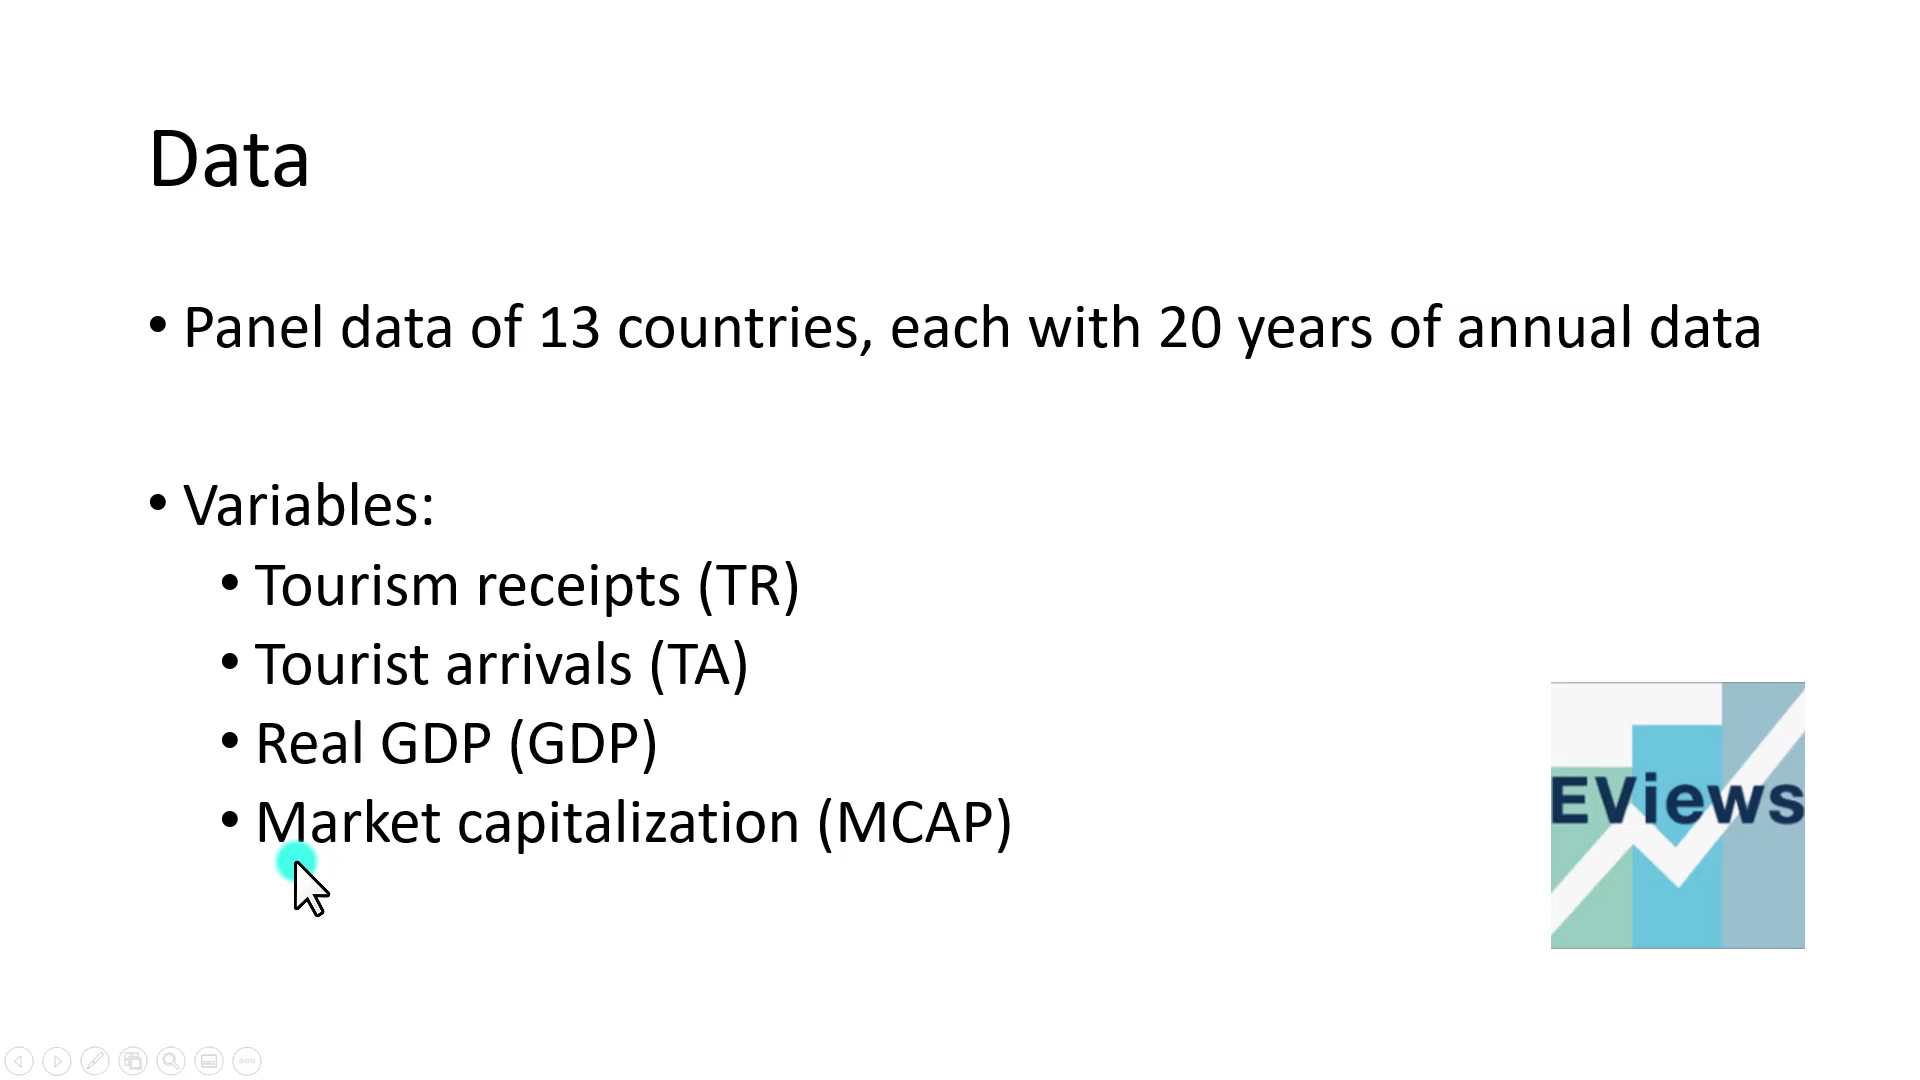 Data
• Panel data of 13 countries, each with 20 years of annual data
• Variables:
• Tourism receipts (TR)
• Tourist arrivals (TA)
• Real GDP (GDP)
• Market capitalization (MCAP)
EViews